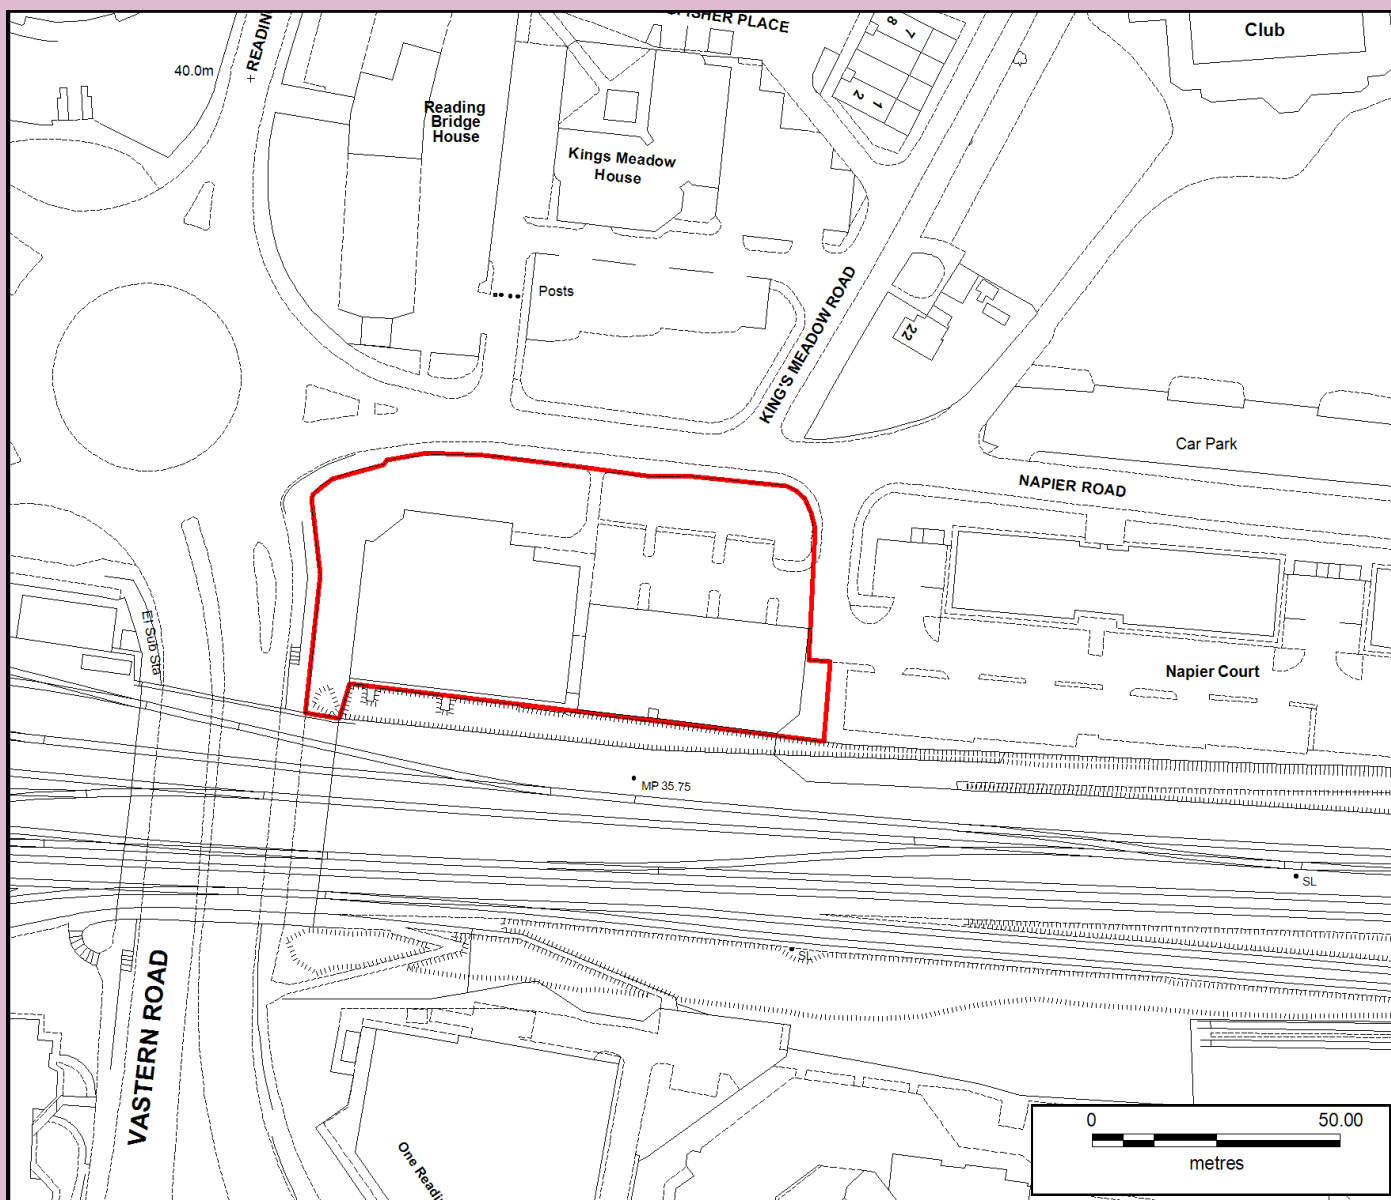 PLACE
Club
READIN
40.0m
8
7
2
1
Reading
Bridge
House
Kings Meadow
House
Posts
KING'S MEADOW ROAD
22
Car Park
NAPIER ROAD
El Sub Sta
Napier Court
MP 35.75
SL
SL
VASTERN ROAD
One Readi
0 50.00
metres